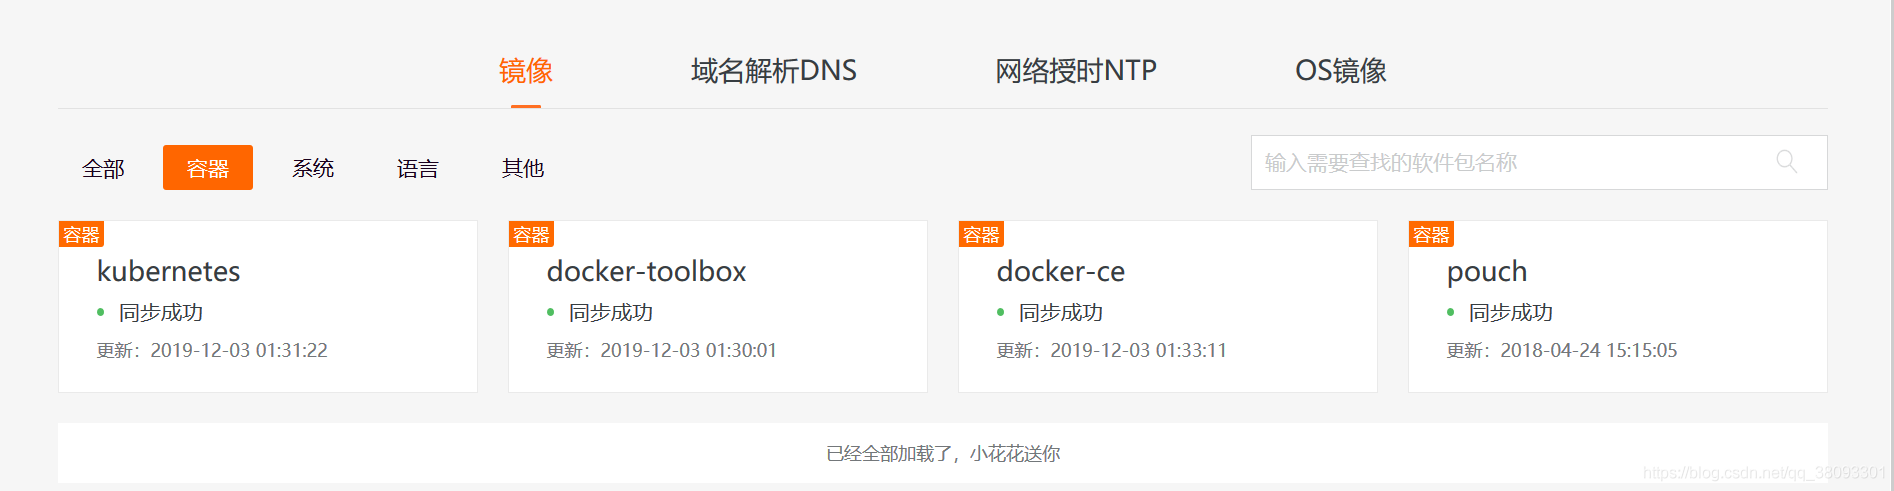 镜像 域名解析DNS 网络授时NTP OS镜像
全部 容器 系统 语言 其他 输入需要查找的软件包名称
容器 容器 容器 容器
kubernetes docker-toolbox docker-ce pouch
同步成功 同步成功 同步成功 同步成功
更新：2019-12-03 01:31:22 更新：2019-12-03 01:30:01 更新：2019-12-03 01:33:11 更新：2018-04-24 15:15:05
已经全部加载了，小花花送你
https://blog.csdn.net/qq_38093301